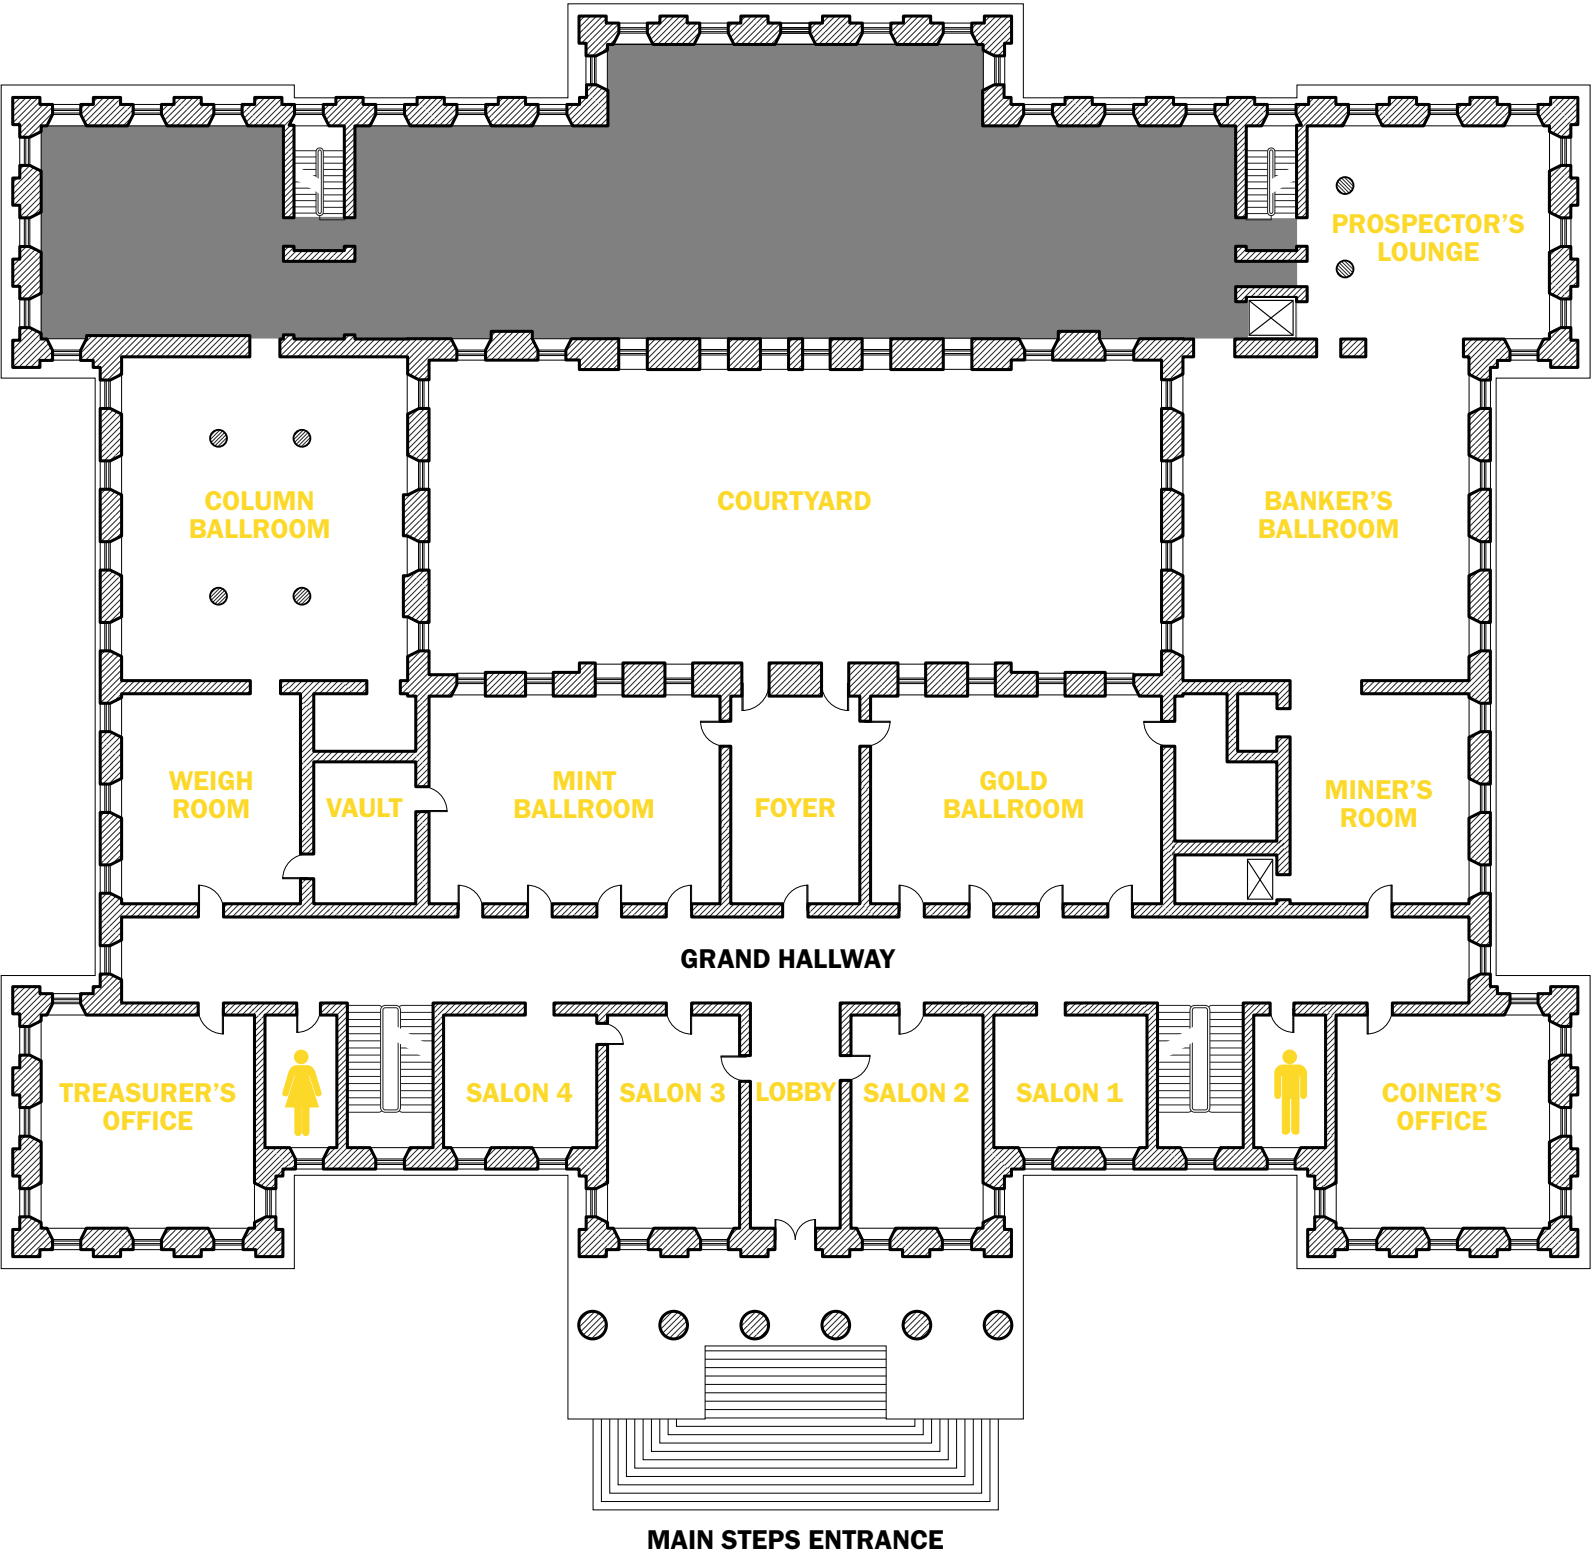 PROSPECTOR'S
LOUNGE
COLUMN
BALLROOM
COURTYARD
BANKER'S
BALLROOM
WEIGH
ROOM
VAULT
MINT
BALLROOM
FOYER
GOLD
BALLROOM
MINER'S
ROOM
GRAND HALLWAY
TREASURER'S
OFFICE
SALON 4
SALON 3
LOBBY
SALON 2
SALON 1
COINER'S
OFFICE
MAIN STEPS ENTRANCE